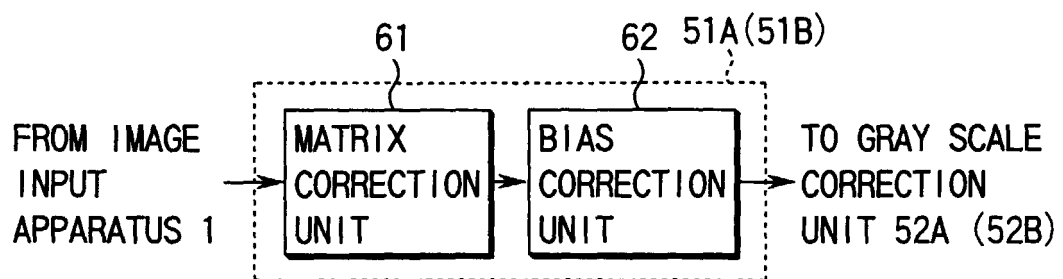 61
62
51A(51B)
FROM IMAGE
INPUT
APPARATUS 1
MATRIX
CORRECTION
UNIT
BIAS
CORRECTION
UNIT
TO GRAY SCALE
CORRECTION
UNIT 52A (52B)